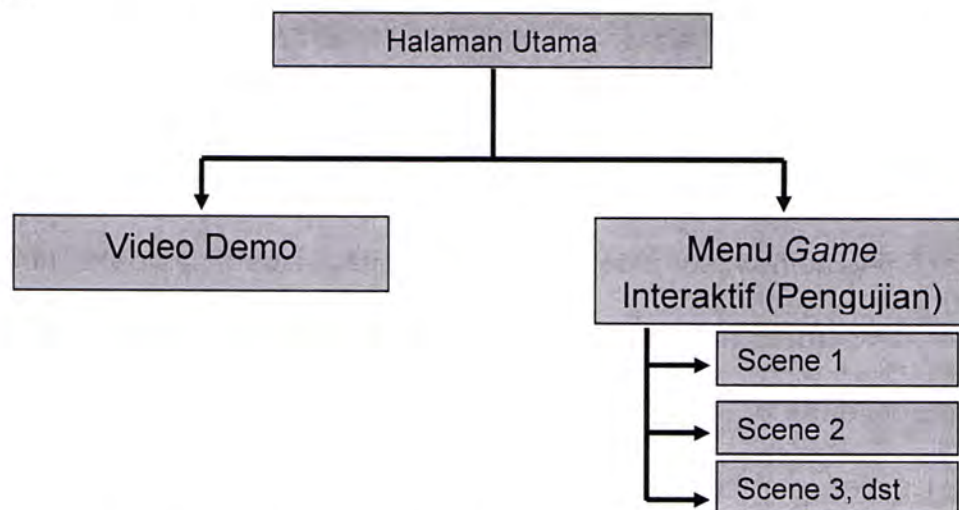 Halaman Utama
Video Demo
Menu Game
Interaktif (Pengujian)
Scene 1
Scene 2
Scene 3, dst